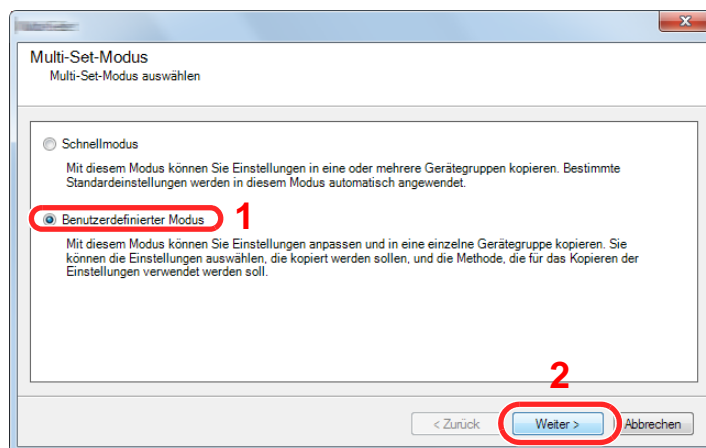 Multi-Set-Modus
Multi-Set-Modus auswählen
Schnellmodus
Mit diesem Modus können Sie Einstellungen in eine oder mehrere Gerätegruppen kopieren. Bestimmte
Standardeinstellungen werden in diesem Modus automatisch angewendet.
Benutzerdefinierter Modus 1
Mit diesem Modus können Sie Einstellungen anpassen und in eine einzelne Gerätegruppe kopieren. Sie
können die Einstellungen auswählen, die kopiert werden sollen, und die Methode, die für das Kopieren der
Einstellungen verwendet werden soll.
2
< Zurück Weiter > Abbrechen